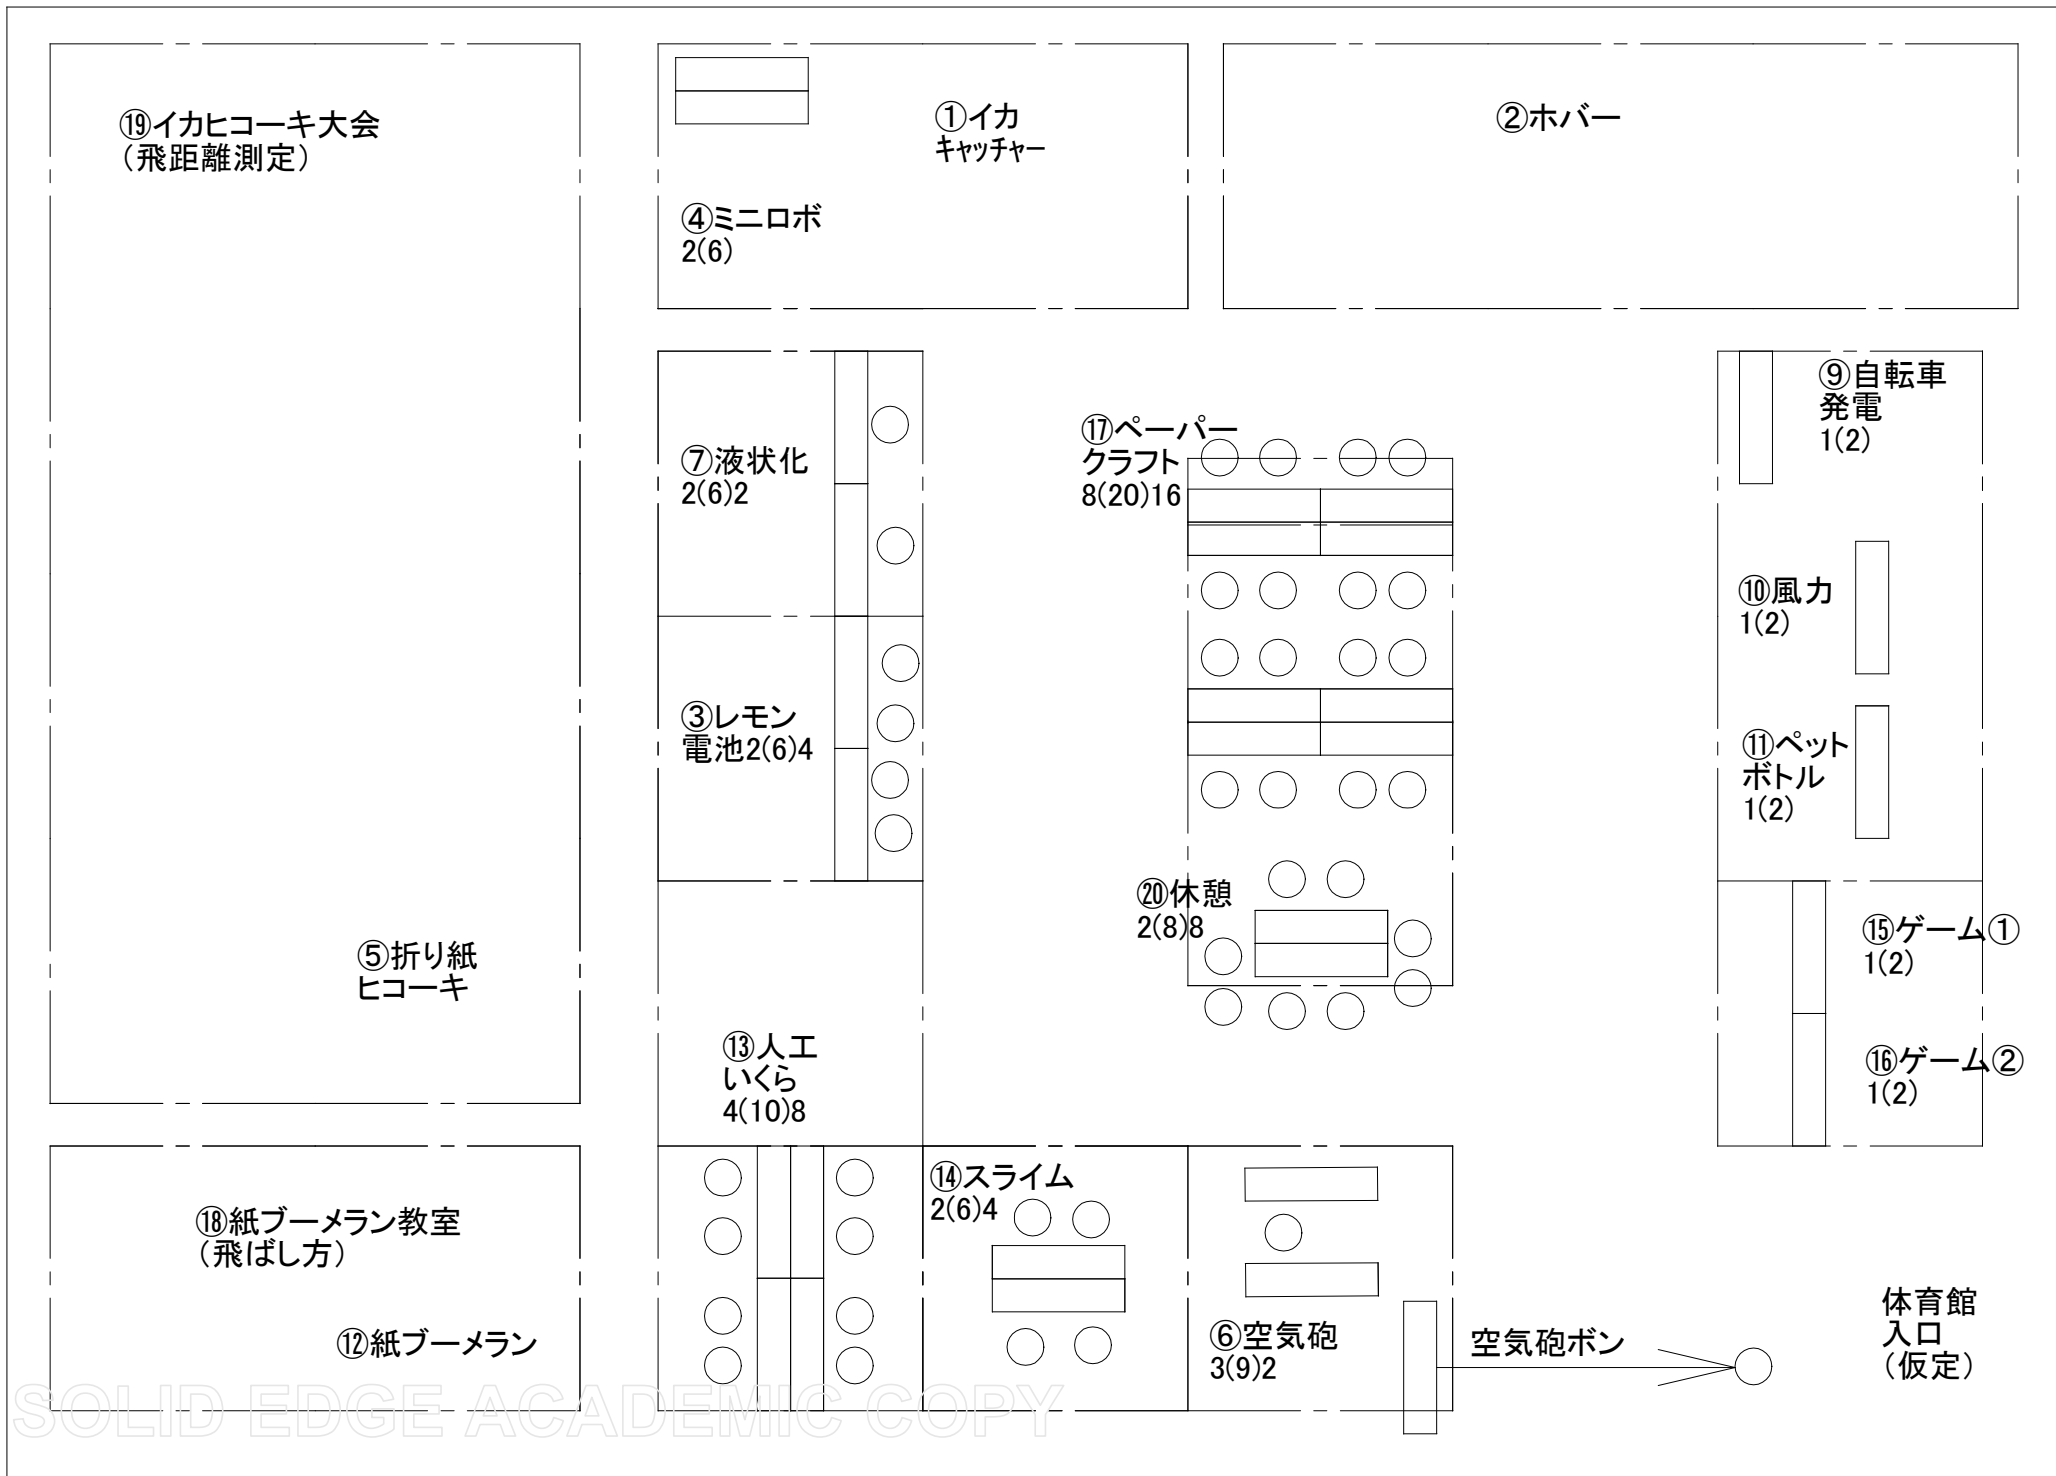 ⑲イカヒコーキ大会
（飛距離測定）
①イカ
キャッチャー
②ホバー
④ミニロボ
2(6)
⑨自転車
発電
1(2)
⑰ペーパー
クラフト
8(20)16
⑦液状化
2(6)2
⑩風力
1(2)
③レモン
電池2(6)4
⑪ペット
ボトル
1(2)
⑳休憩
2(8)8
⑮ゲーム①
1(2)
⑤折り紙
ヒコーキ
⑬人工
いくら
4(10)8
⑯ゲーム②
1(2)
⑭スライム
2(6)4
⑱紙ブーメラン教室
（飛ばし方）
⑫紙ブーメラン
⑥空気砲
3(9)2
空気砲ボン
体育館
入口
（仮定）
SOLID EDGE ACADEMIC COPY